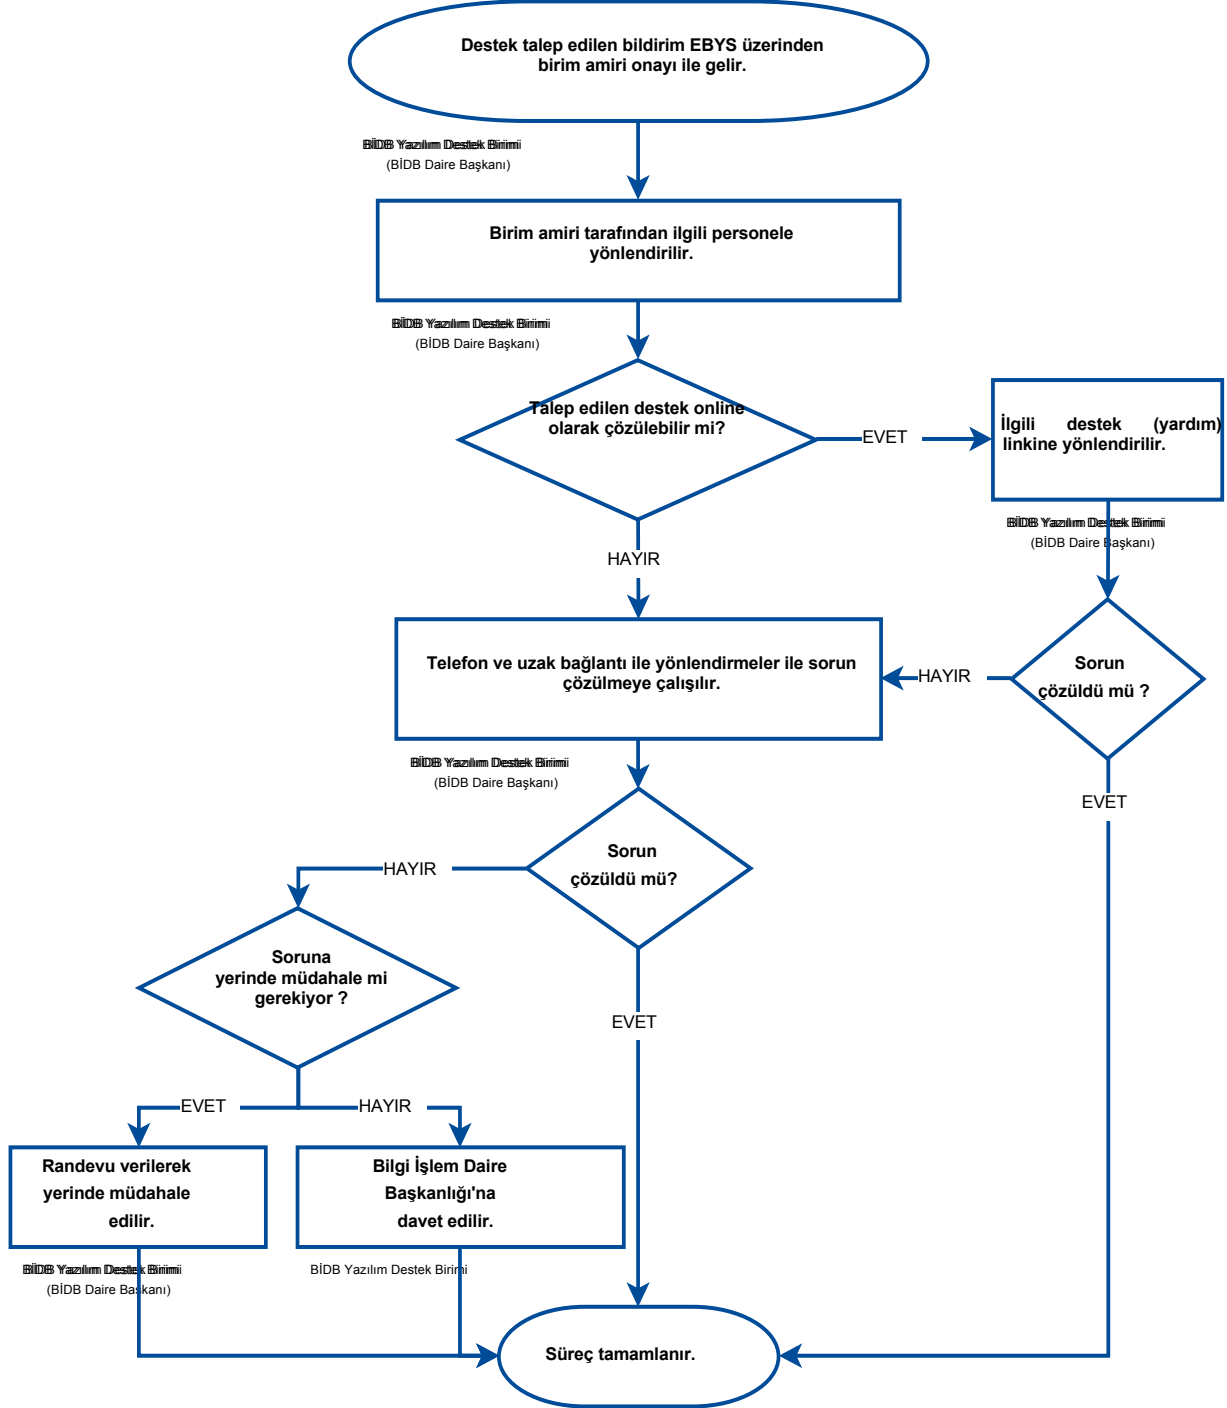 Destek talep edilen bildirim EBYS üzerinden
birim amiri onayı ile gelir.
BİDB Yazılım Destek Birimi
(BİDB Daire Başkanı)
Birim amiri tarafından ilgili personele
yönlendirilir.
BİDB Yazılım Destek Birimi
(BİDB Daire Başkanı)
Talep edilen destek online
olarak çözülebilir mi?
EVET
İlgili destek (yardım)
linkine yönlendirilir.
BİDB Yazılım Destek Birimi
(BİDB Daire Başkanı)
HAYIR
Telefon ve uzak bağlantı ile yönlendirmeler ile sorun
çözülmeye çalışılır.
HAYIR
Sorun
çözüldü mü ?
BİDB Yazılım Destek Birimi
(BİDB Daire Başkanı)
EVET
Sorun
çözüldü mü?
HAYIR
Soruna
yerinde müdahale mi
gerekiyor ?
EVET
EVET
HAYIR
Randevu verilerek
yerinde müdahale
edilir.
Bilgi İşlem Daire
Başkanlığı'na
davet edilir.
BİDB Yazılım Destek Birimi
(BİDB Daire Başkanı)
BİDB Yazılım Destek Birimi
Süreç tamamlanır.